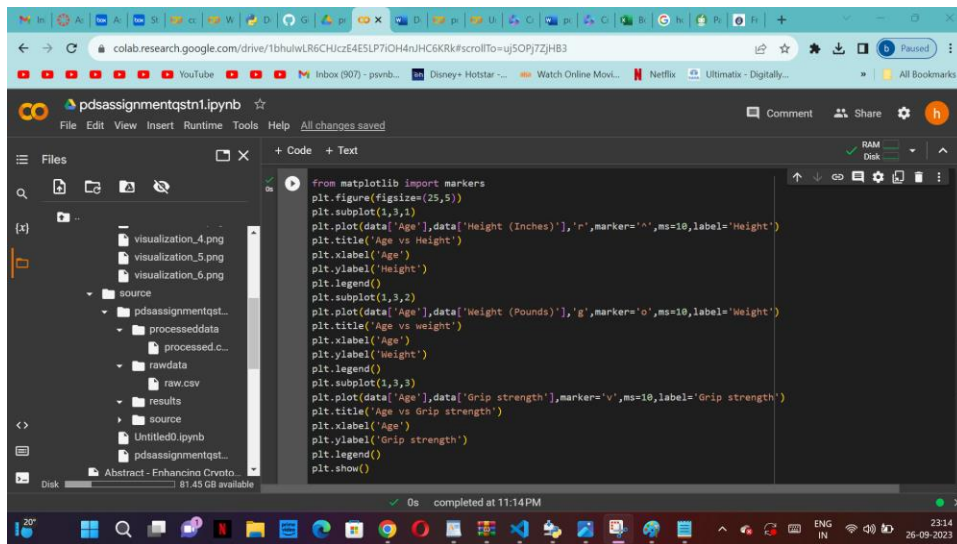 colab.research.google.com/drive/1bhulwLR6CHJczE4E5LP7iOH4nJHC6KRk#scrollTo=uj5OPj7ZjHB3
b Paused
YouTube
Inbox (907) - psvnb...
Disney+ Hotstar -...
Watch Online Movi...
Netflix
Ultimatix - Digitally...
»
All Bookmarks
CO pdsassignmentqstn1.ipynb
Comment
Share
h
File Edit View Insert Runtime Tools Help All changes saved
Files
+ Code + Text
RAM
Disk
{x}
..
visualization_4.png
visualization_5.png
visualization_6.png
source
pdsassignmentqst...
processeddata
processed.c...
rawdata
raw.csv
results
source
Untitled0.ipynb
pdsassignmentqst...
Abstract - Enhancing Crypto...
Disk 81.45 GB available
0s
from matplotlib import markers
plt.figure(figsize=(25,5))
plt.subplot(1,3,1)
plt.plot(data['Age'],data['Height (Inches)'],'r',marker='^',ms=10,label='Height')
plt.title('Age vs Height')
plt.xlabel('Age')
plt.ylabel('Height')
plt.legend()
plt.subplot(1,3,2)
plt.plot(data['Age'],data['Weight (Pounds)'],'g',marker='o',ms=10,label='Weight')
plt.title('Age vs weight')
plt.xlabel('Age')
plt.ylabel('Weight')
plt.legend()
plt.subplot(1,3,3)
plt.plot(data['Age'],data['Grip strength'],marker='v',ms=10,label='Grip strength')
plt.title('Age vs Grip strength')
plt.xlabel('Age')
plt.ylabel('Grip strength')
plt.legend()
plt.show()
0s completed at 11:14 PM
20°
ENG
IN
23:14
26-09-2023